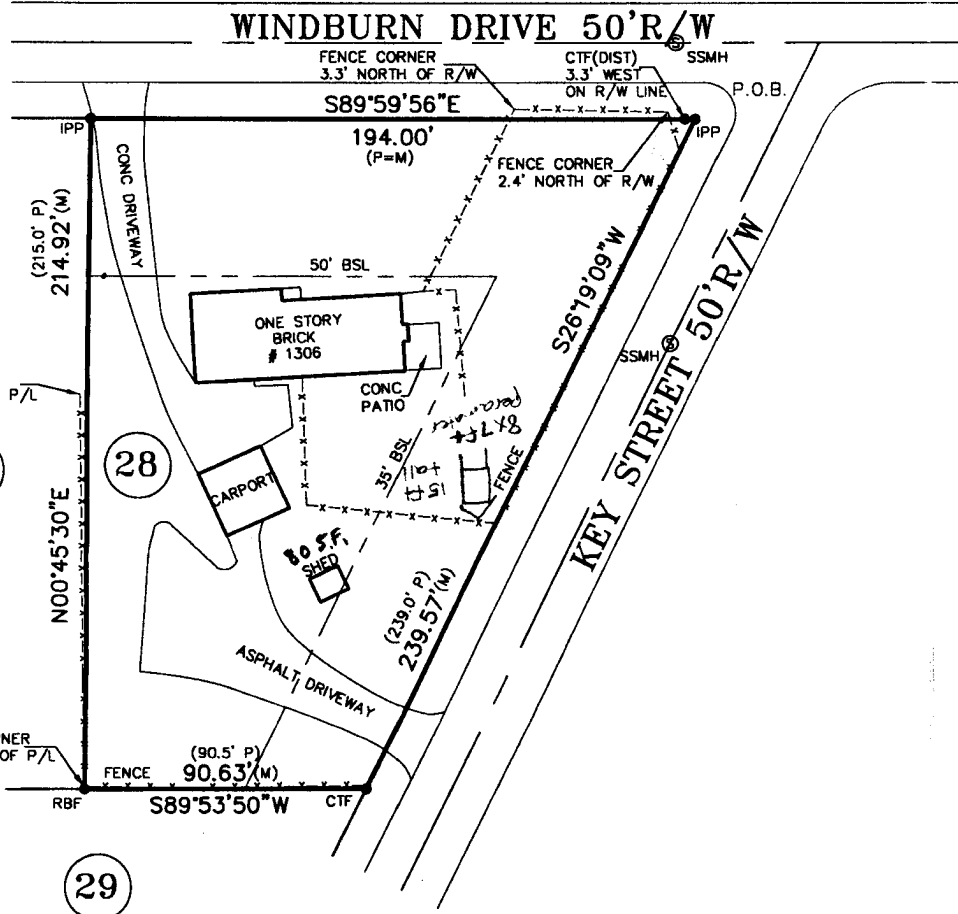 WINDBURN DRIVE 50'R/W
SSMH
FENCE CORNER
3.3' NORTH OF R/W
CTF(DIST)
3.3' WEST
ON R/W LINE
P.O.B.
S89°59'56"E
IPP
IPP
194.00'
(P=M)
FENCE CORNER
2.4' NORTH OF R/W
CONC DRIVEWAY
(215.0' P)
214.92'(M)
50' BSL
S26°19'09"W
ONE STORY
BRICK
# 1306
SSMH
KEY STREET 50'R/W
P/L
CONC
PATIO
8x7 Ft
15 ft
tall
35' BSL
FENCE
28
CARPORT
N00°45'30"E
80 S.F.
SHED
(239.0' P)
239.57'(M)
ASPHALT DRIVEWAY
NER
OF P/L
FENCE
(90.5' P)
90.63'(M)
RBF
S89°53'50"W
CTF
29